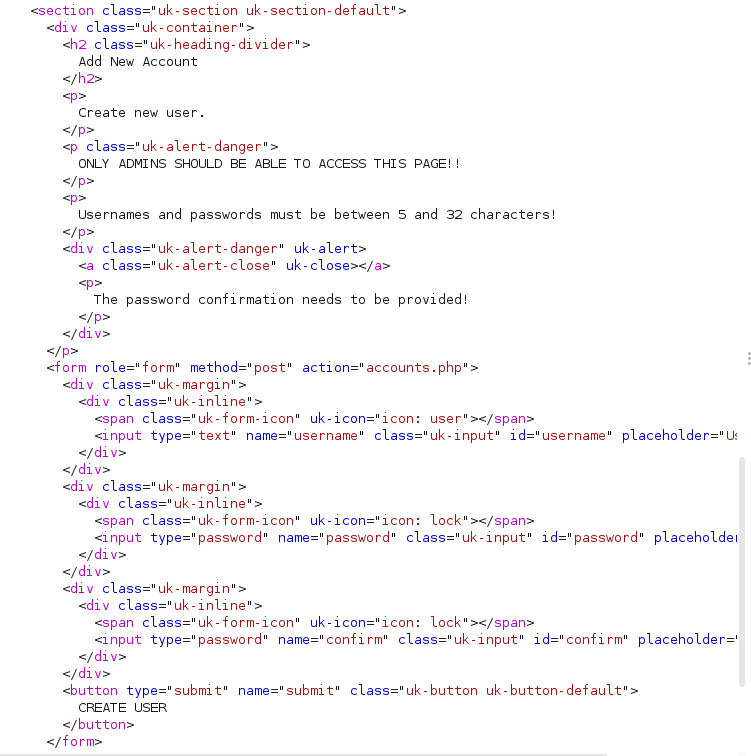 <section class="uk-section uk-section-default">
<div class="uk-container">
<h2 class="uk-heading-divider">
Add New Account
</h2>
<p>
Create new user.
</p>
<p class="uk-alert-danger">
ONLY ADMINS SHOULD BE ABLE TO ACCESS THIS PAGE!!
</p>
<p>
Usernames and passwords must be between 5 and 32 characters!
</p>
<div class="uk-alert-danger" uk-alert>
<a class="uk-alert-close" uk-close></a>
<p>
The password confirmation needs to be provided!
</p>
</div>
</p>
<form role="form" method="post" action="accounts.php">
<div class="uk-margin">
<div class="uk-inline">
<span class="uk-form-icon" uk-icon="icon: user"></span>
<input type="text" name="username" class="uk-input" id="username" placeholder="Us
</div>
</div>
<div class="uk-margin">
<div class="uk-inline">
<span class="uk-form-icon" uk-icon="icon: lock"></span>
<input type="password" name="password" class="uk-input" id="password" placeholder
</div>
</div>
<div class="uk-margin">
<div class="uk-inline">
<span class="uk-form-icon" uk-icon="icon: lock"></span>
<input type="password" name="confirm" class="uk-input" id="confirm" placeholder="
</div>
</div>
<button type="submit" name="submit" class="uk-button uk-button-default">
CREATE USER
</button>
</form>